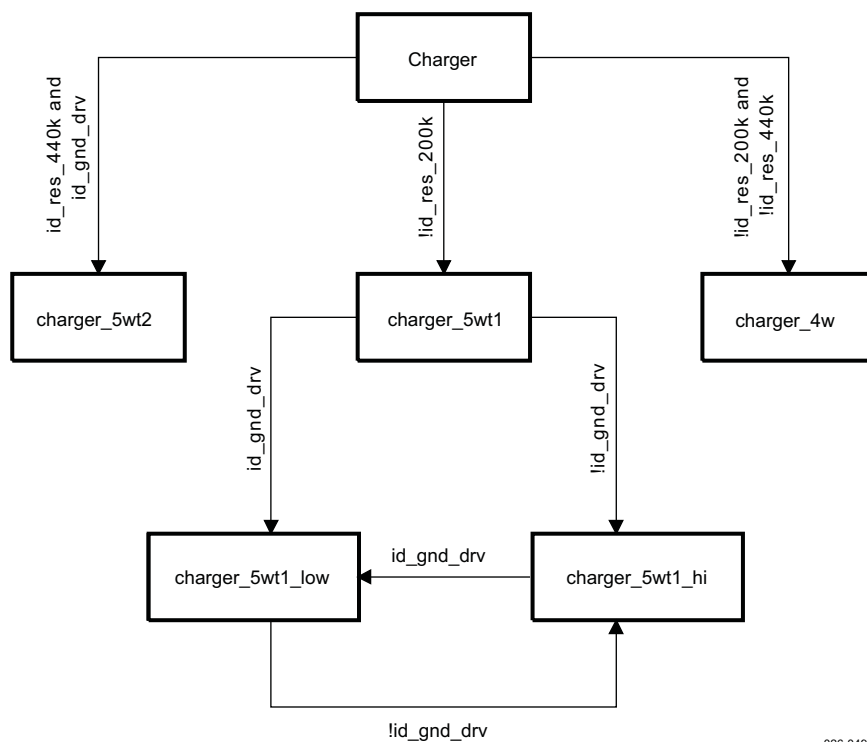 Charger
id_res_440k and
id_gnd_drv
!id_res_200k
!id_res_200k and
!id_res_440k
charger_5wt2
charger_5wt1
charger_4w
id_gnd_drv
!id_gnd_drv
charger_5wt1_low
id_gnd_drv
charger_5wt1_hi
!id_gnd_drv